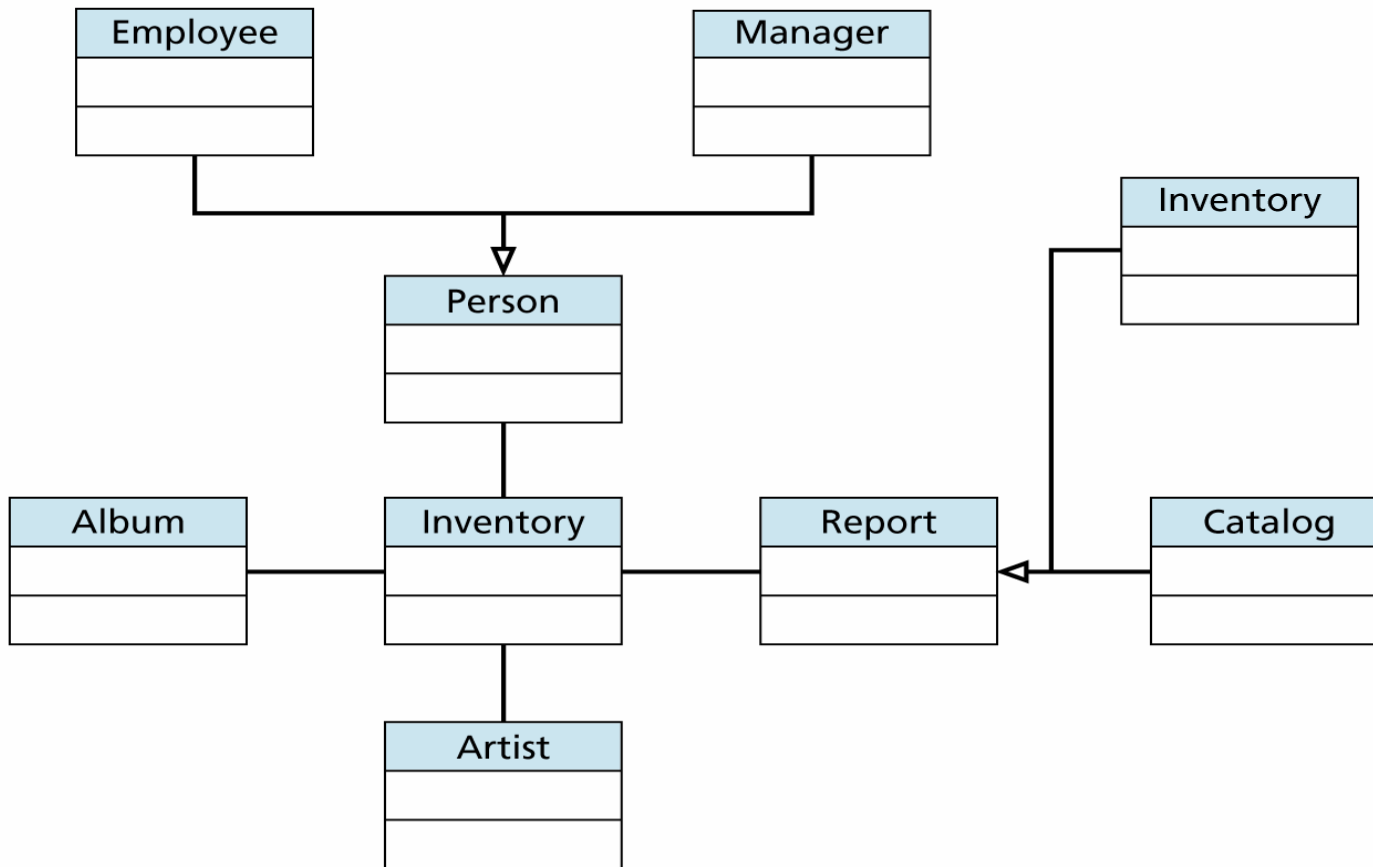 Employee
Manager
Inventory
Person
Album
Inventory
Report
Catalog
Artist